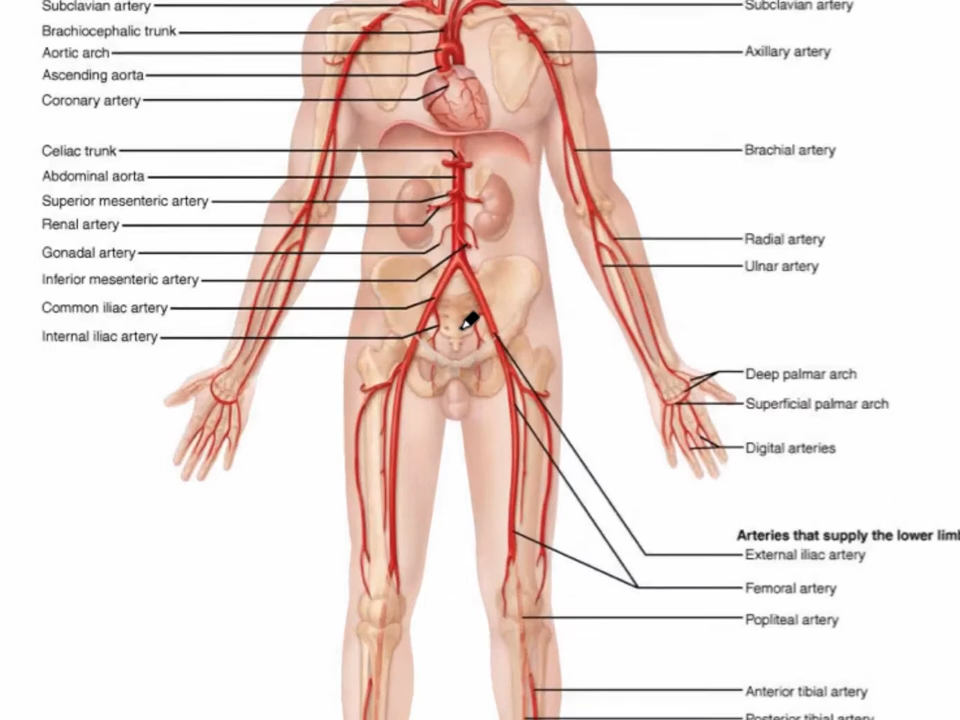 Subclavian artery
Brachiocephalic trunk
Aortic arch
Ascending aorta
Coronary artery
Celiac trunk
Abdominal aorta
Superior mesenteric artery
Renal artery
Gonadal artery
Inferior mesenteric artery
Common iliac artery
Internal iliac artery
Subclavian artery
Axillary artery
Brachial artery
Radial artery
Ulnar artery
Deep palmar arch
Superficial palmar arch
Digital arteries
Arteries that supply the lower limb
External iliac artery
Femoral artery
Popliteal artery
Anterior tibial artery
Posterior tibial artery